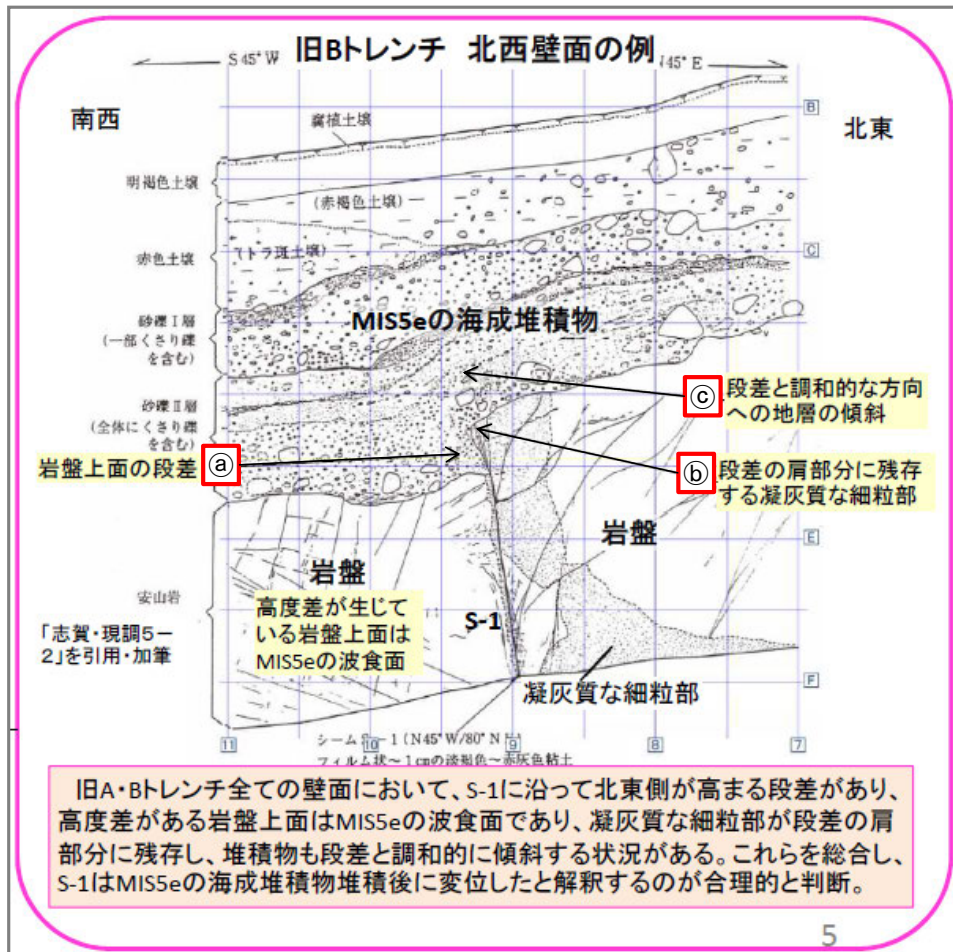 旧Bトレンチ 北西壁面の例
S45°W
N45°E
南西
北東
腐植土壌
B
明褐色土壌
(赤褐色土壌)
赤色土壌
(トラ斑土壌)
C
砂礫Ⅰ層
(一部くさり礫
を含む)
MIS5eの海成堆積物
砂礫Ⅱ層
(全体にくさり礫
を含む)
ⓒ 段差と調和的な方向
への地層の傾斜
岩盤上面の段差 ⓐ
ⓑ 段差の肩部分に残存
する凝灰質な細粒部
岩盤
E
岩盤
安山岩
高度差が生じて
いる岩盤上面は
MIS5eの波食面
S-1
「志賀・現調5-
2」を引用・加筆
凝灰質な細粒部
F
11 10 9 8 7
シーム S-1 (N45°W/80°N
フィルム状~1cmの淡褐色~赤灰色粘土
旧A・Bトレンチ全ての壁面において、S-1に沿って北東側が高まる段差があり、
高度差がある岩盤上面はMIS5eの波食面であり、凝灰質な細粒部が段差の肩
部分に残存し、堆積物も段差と調和的に傾斜する状況がある。これらを総合し、
S-1はMIS5eの海成堆積物堆積後に変位したと解釈するのが合理的と判断。
5